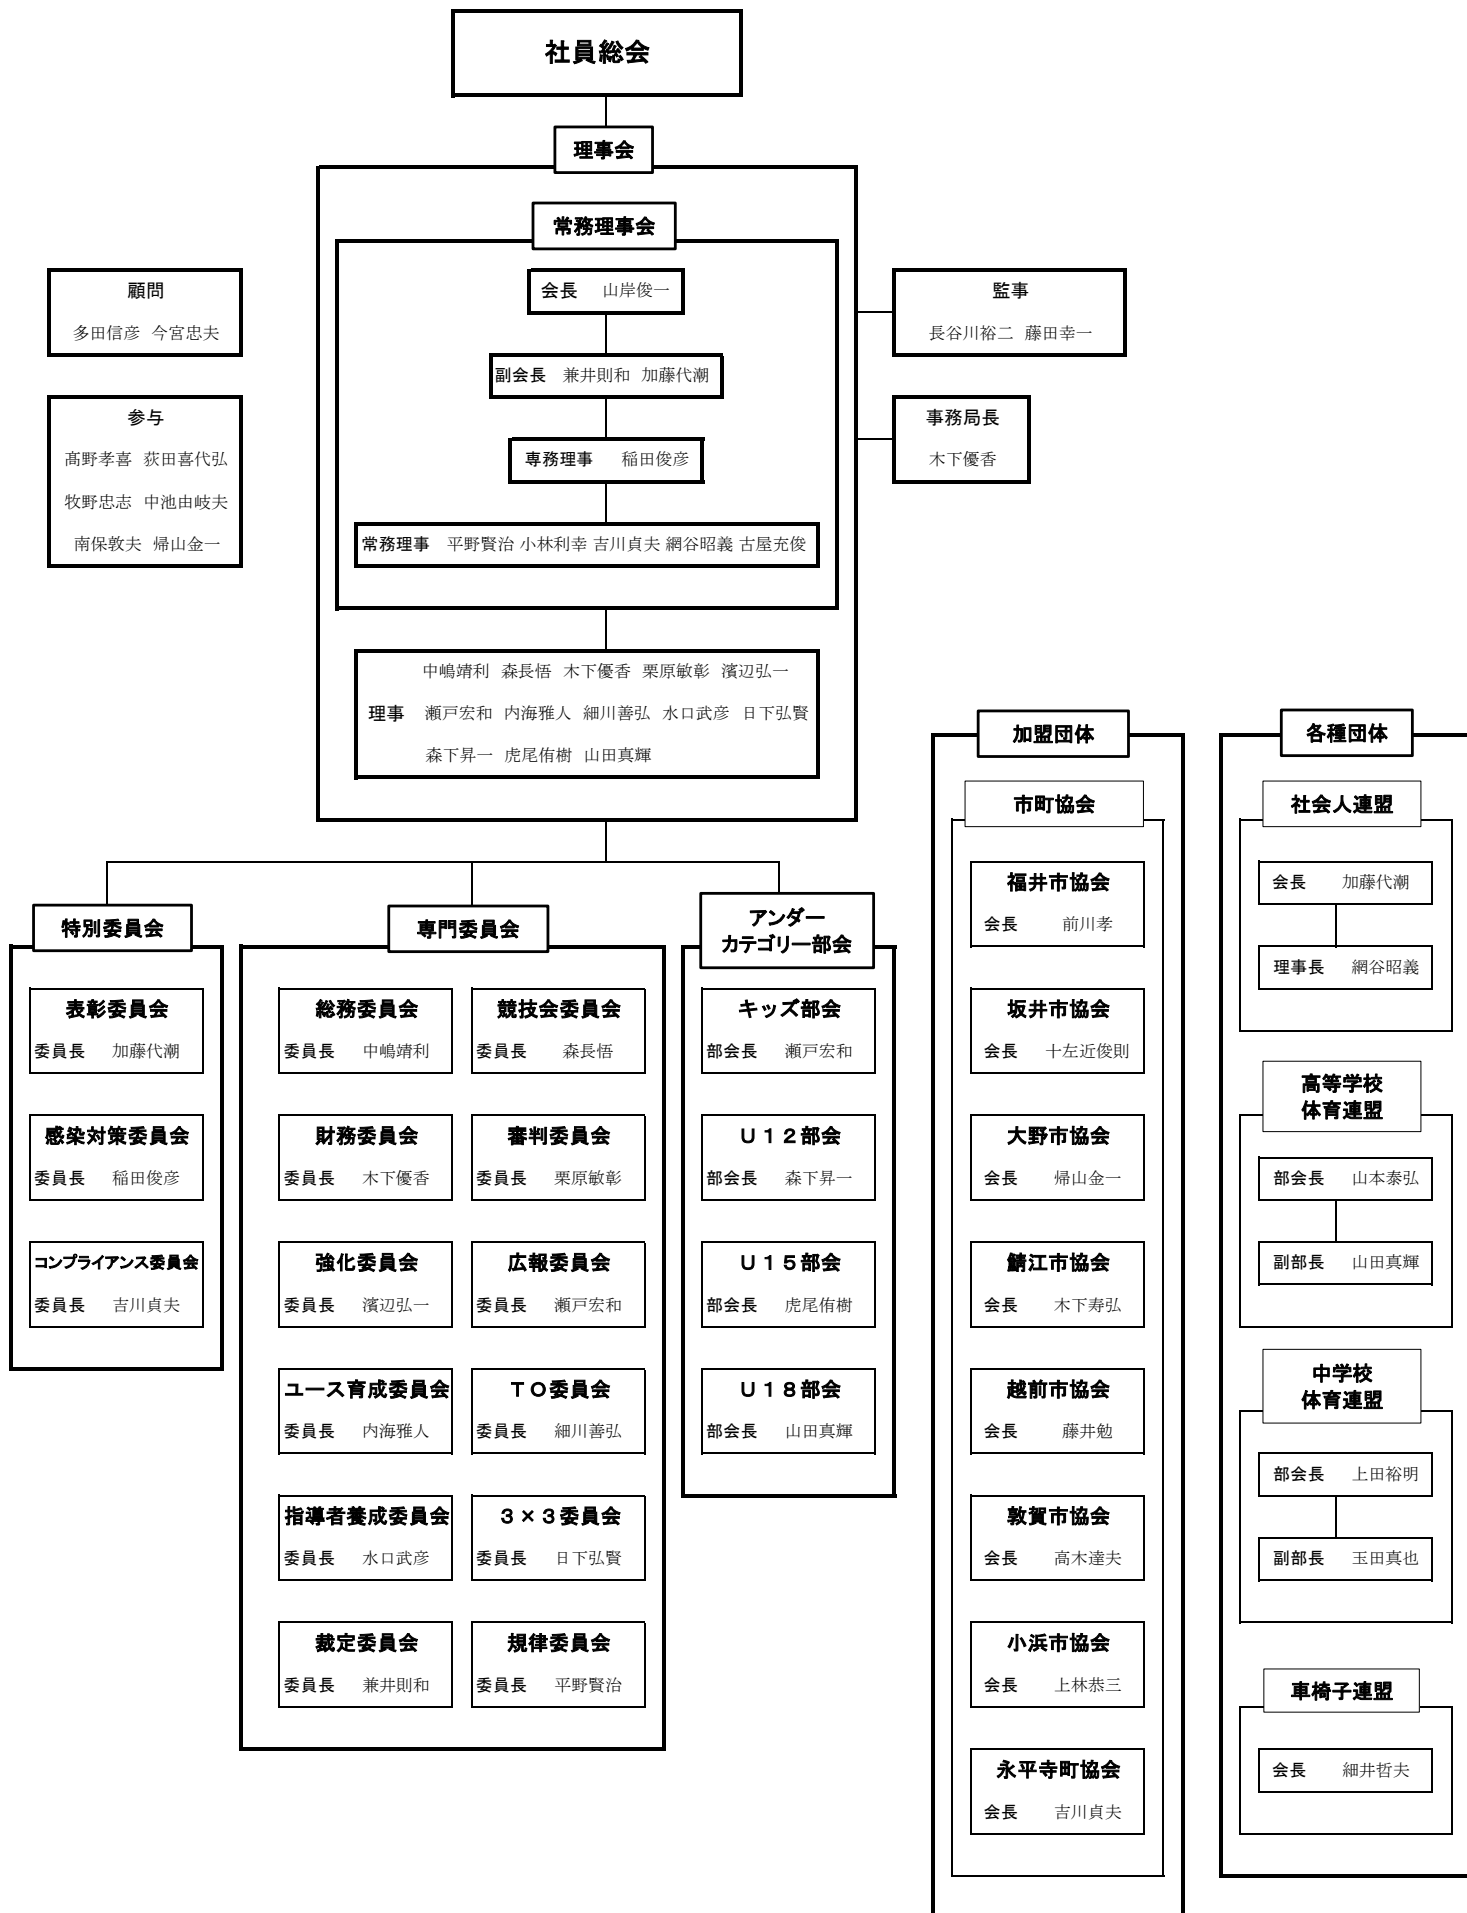 社員総会
理事会
常務理事会
会長 山岸俊一
副会長 兼井則和 加藤代潮
専務理事 稲田俊彦
常務理事 平野賢治 小林利幸 吉川貞夫 網谷昭義 古屋充俊
顧問
多田信彦 今宮忠夫
参与
髙野孝喜 荻田喜代弘
牧野忠志 中池由岐夫
南保敦夫 帰山金一
監事
長谷川裕二 藤田幸一
事務局長
木下優香
中嶋靖利 森長悟 木下優香 栗原敏彰 濱辺弘一
理事 瀬戸宏和 内海雅人 細川善弘 水口武彦 日下弘賢
森下昇一 虎尾侑樹 山田真輝
特別委員会
表彰委員会
委員長 加藤代潮
感染対策委員会
委員長 稲田俊彦
コンプライアンス委員会
委員長 吉川貞夫
専門委員会
総務委員会
委員長 中嶋靖利
競技会委員会
委員長 森長悟
財務委員会
委員長 木下優香
審判委員会
委員長 栗原敏彰
強化委員会
委員長 濱辺弘一
広報委員会
委員長 瀬戸宏和
ユース育成委員会
委員長 内海雅人
ＴＯ委員会
委員長 細川善弘
指導者養成委員会
委員長 水口武彦
３×３委員会
委員長 日下弘賢
裁定委員会
委員長 兼井則和
規律委員会
委員長 平野賢治
アンダー
カテゴリー部会
キッズ部会
部会長 瀬戸宏和
Ｕ１２部会
部会長 森下昇一
Ｕ１５部会
部会長 虎尾侑樹
Ｕ１８部会
部会長 山田真輝
加盟団体
市町協会
福井市協会
会長 前川孝
坂井市協会
会長 十左近俊則
大野市協会
会長 帰山金一
鯖江市協会
会長 木下寿弘
越前市協会
会長 藤井勉
敦賀市協会
会長 高木達夫
小浜市協会
会長 上林恭三
永平寺町協会
会長 吉川貞夫
各種団体
社会人連盟
会長 加藤代潮
理事長 網谷昭義
高等学校
体育連盟
部会長 山本泰弘
副部長 山田真輝
中学校
体育連盟
部会長 上田裕明
副部長 玉田真也
車椅子連盟
会長 細井哲夫